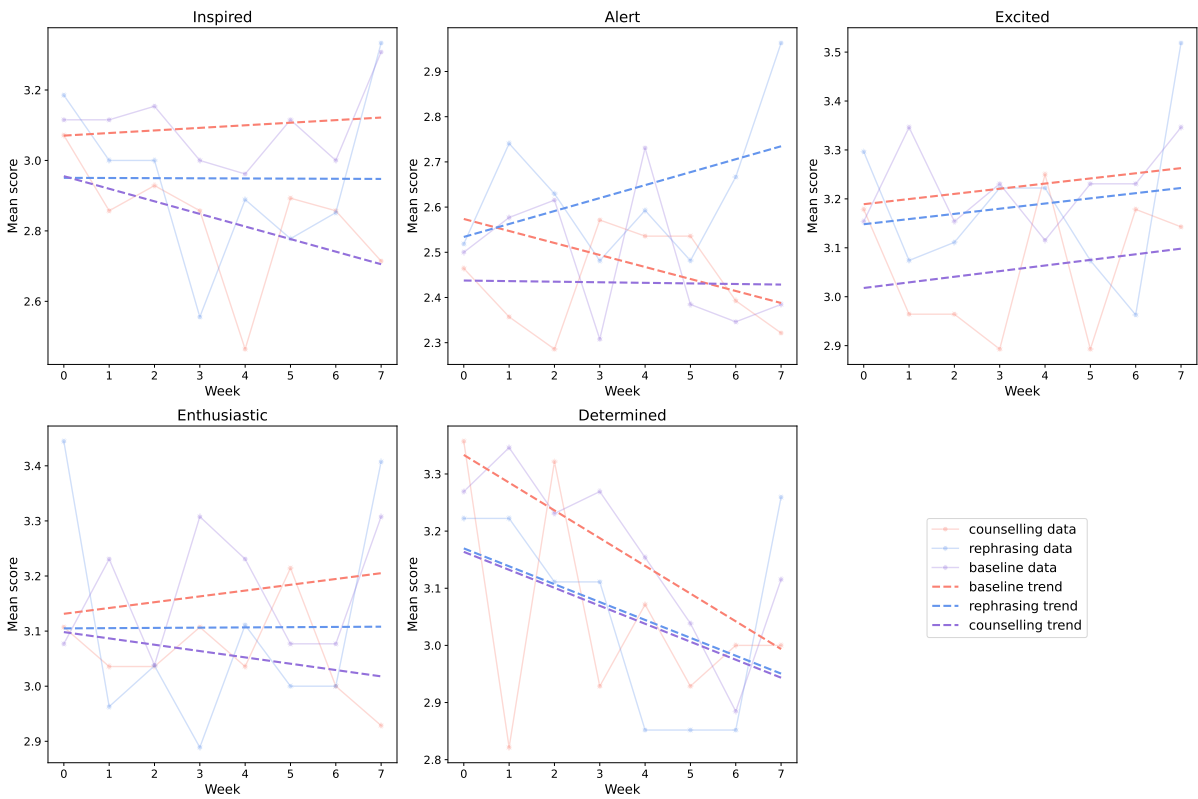 Inspired
Mean score
3.2
3.0
2.8
2.6
0 1 2 3 4 5 6 7
Week
Alert
Mean score
2.9
2.8
2.7
2.6
2.5
2.4
2.3
0 1 2 3 4 5 6 7
Week
Excited
Mean score
3.5
3.4
3.3
3.2
3.1
3.0
2.9
0 1 2 3 4 5 6 7
Week
Enthusiastic
Mean score
3.4
3.3
3.2
3.1
3.0
2.9
0 1 2 3 4 5 6 7
Week
Determined
Mean score
3.3
3.2
3.1
3.0
2.9
2.8
0 1 2 3 4 5 6 7
Week
counselling data
rephrasing data
baseline data
baseline trend
rephrasing trend
counselling trend